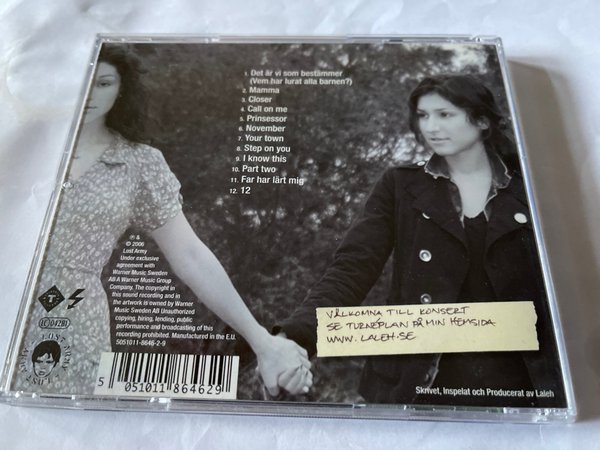 1. Det är vi som bestämmer
(Vem har lurat alla barnen?)
2. Mamma
3. Closer
4. Call on me
5. Prinsessor
6. November
7. Your town
8. Step on you
9. I know this
10. Part two
11. Far har lärt mig
12. 12
℗ &
© 2006
Lost Army
Under exclusive
agreement with
Warner Music Sweden
AB A Warner Music Group
Company. The copyright in
this sound recording and in
the artwork is owned by Warner
Music Sweden AB Unauthorized
copying, hiring, lending, public
performance and broadcasting of this
recording prohibited. Manufactured in the E.U.
5051011-8646-2-9
5 051011 864629
VÄLKOMNA TILL KONSERT
SE TURNÉPLAN PÅ MIN HEMSIDA
WWW.LALEH.SE
Skrivet, Inspelat och Producerat av Laleh